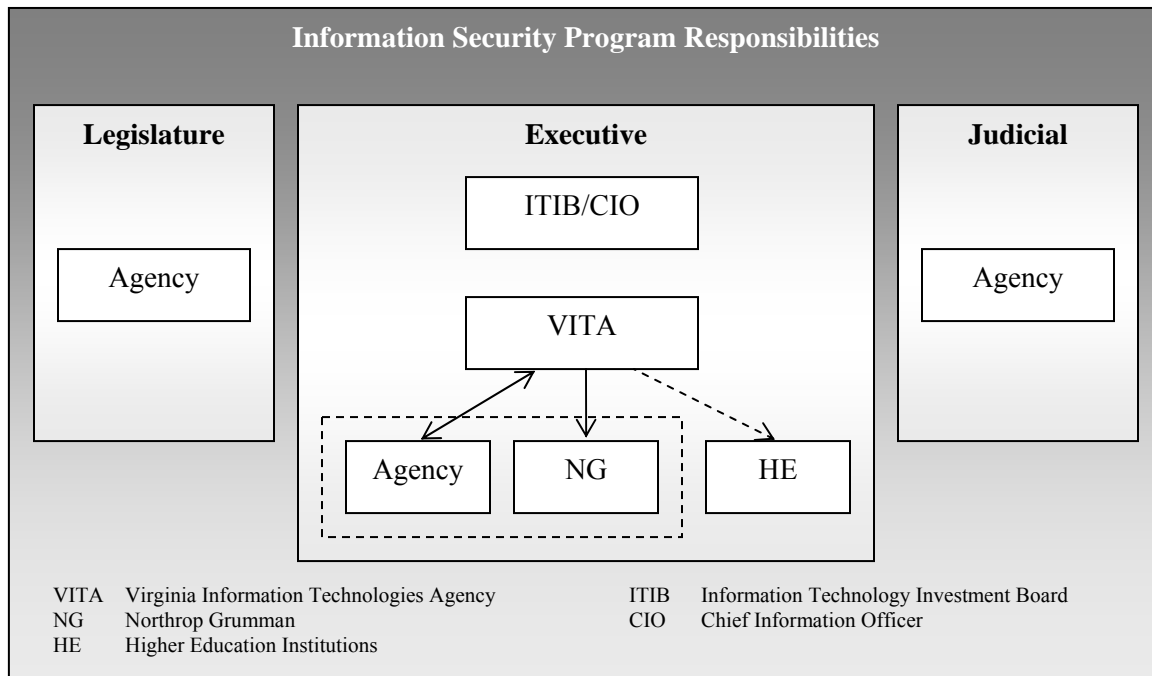 Information Security Program Responsibilities
Legislature
Agency
Executive
ITIB/CIO
VITA
Agency
NG
HE
Judicial
Agency
VITA Virginia Information Technologies Agency
NG Northrop Grumman
HE Higher Education Institutions
ITIB Information Technology Investment Board
CIO Chief Information Officer